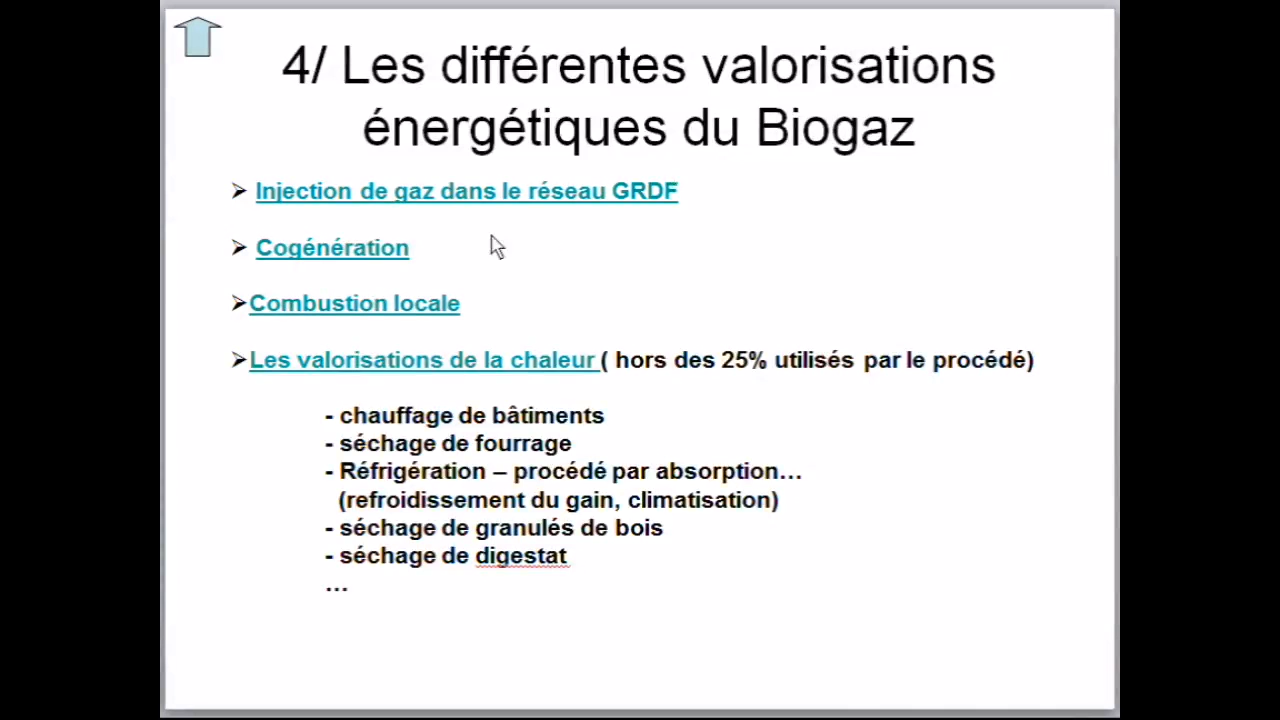 4/ Les différentes valorisations
énergétiques du Biogaz
➢ Injection de gaz dans le réseau GRDF
➢ Cogénération
➢Combustion locale
➢Les valorisations de la chaleur ( hors des 25% utilisés par le procédé)
- chauffage de bâtiments
- séchage de fourrage
- Réfrigération – procédé par absorption…
(refroidissement du gain, climatisation)
- séchage de granulés de bois
- séchage de digestat
…